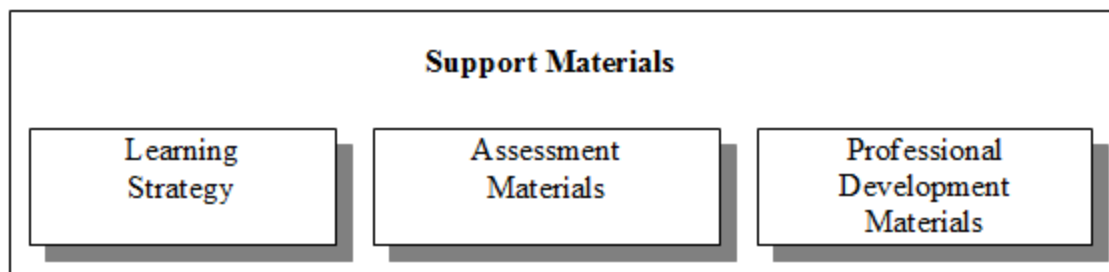 Support Materials
Learning
Strategy
Assessment
Materials
Professional
Development
Materials